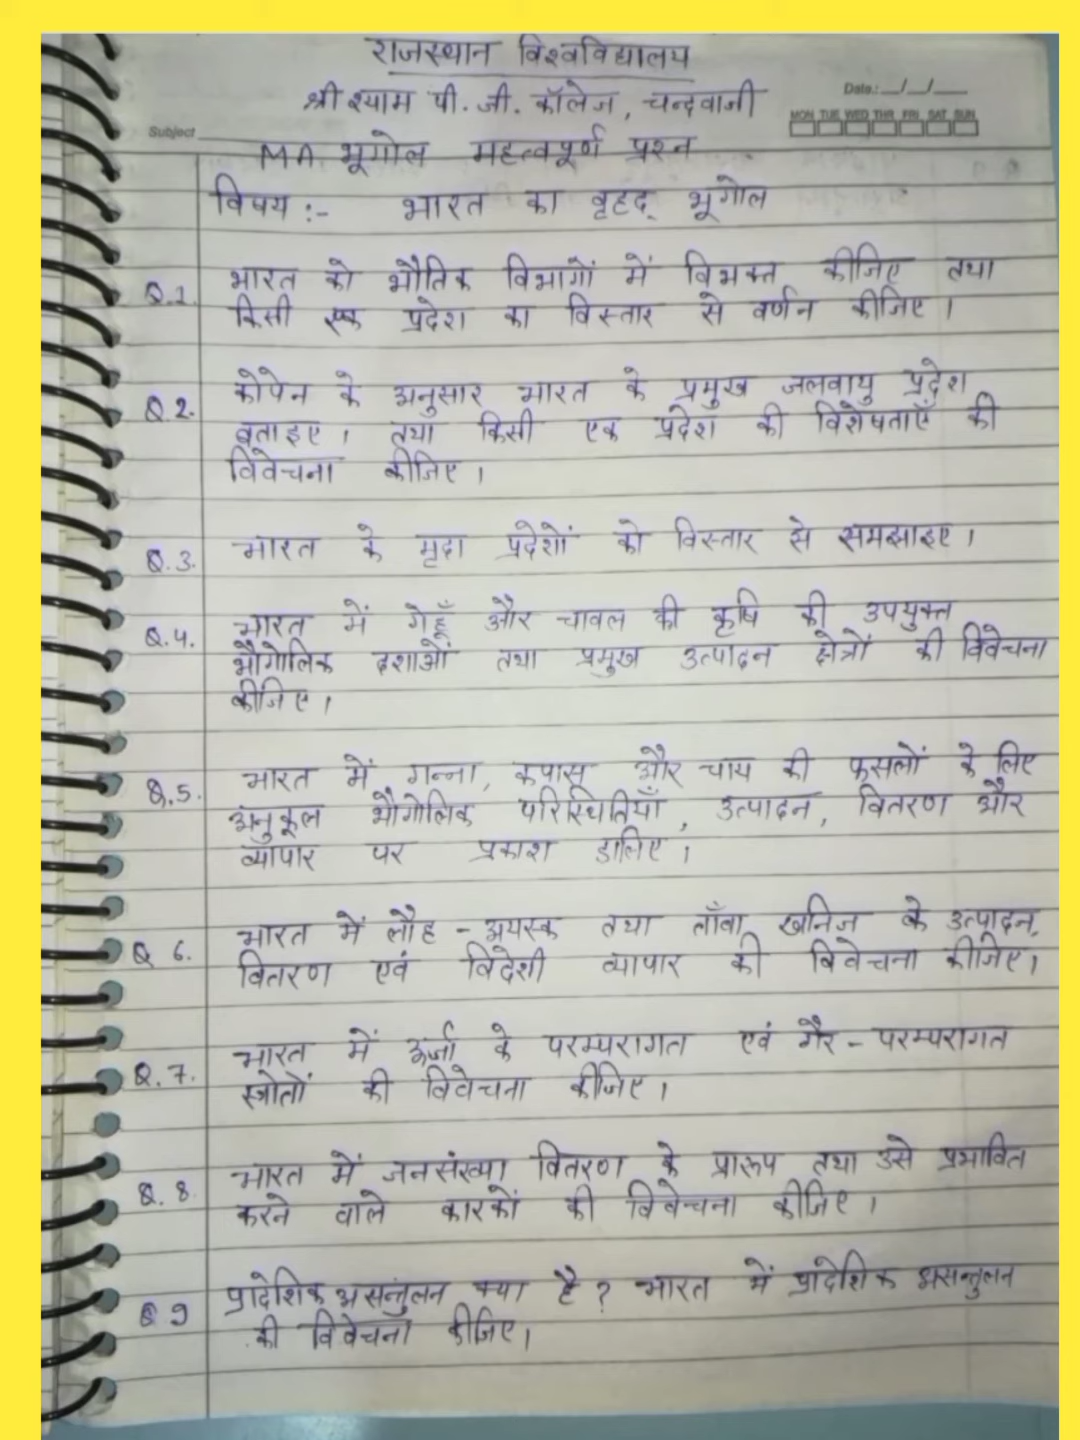 राजस्थान विश्वविद्यालय
श्री श्याम पी. जी. कॉलेज, चन्दवाजी
Date.: __/__/__
MON TUE WED THR FRI SAT SUN
Subject
M.A. भूगोल महत्वपूर्ण प्रश्न
विषय :- भारत का वृहद् भूगोल
Q.1. भारत को भौतिक विभागों में विभक्त कीजिए तथा
किसी एक प्रदेश का विस्तार से वर्णन कीजिए।
Q.2. कोपेन के अनुसार भारत के प्रमुख जलवायु प्रदेश
बताइए। तथा किसी एक प्रदेश की विशेषताएँ की
विवेचना कीजिए।
Q.3. भारत के मृदा प्रदेशों को विस्तार से समझाइए।
Q.4. भारत में गेहूँ और चावल की कृषि की उपयुक्त
भौगोलिक दशाओं तथा प्रमुख उत्पादन क्षेत्रों की विवेचना
कीजिए।
Q.5. भारत में गन्ना, कपास और चाय की फसलों के लिए
अनुकूल भौगोलिक परिस्थितियाँ, उत्पादन, वितरण और
व्यापार पर प्रकाश डालिए।
Q 6. भारत में लौह - अयस्क तथा ताँबा खनिज के उत्पादन,
वितरण एवं विदेशी व्यापार की विवेचना कीजिए।
Q.7. भारत में ऊर्जा के परम्परागत एवं गैर - परम्परागत
स्त्रोतों की विवेचना कीजिए।
Q.8. भारत में जनसंख्या वितरण के प्रारूप तथा उसे प्रभावित
करने वाले कारकों की विवेचना कीजिए।
Q 9 प्रादेशिक असन्तुलन क्या है? भारत में प्रादेशिक असन्तुलन
की विवेचना कीजिए।